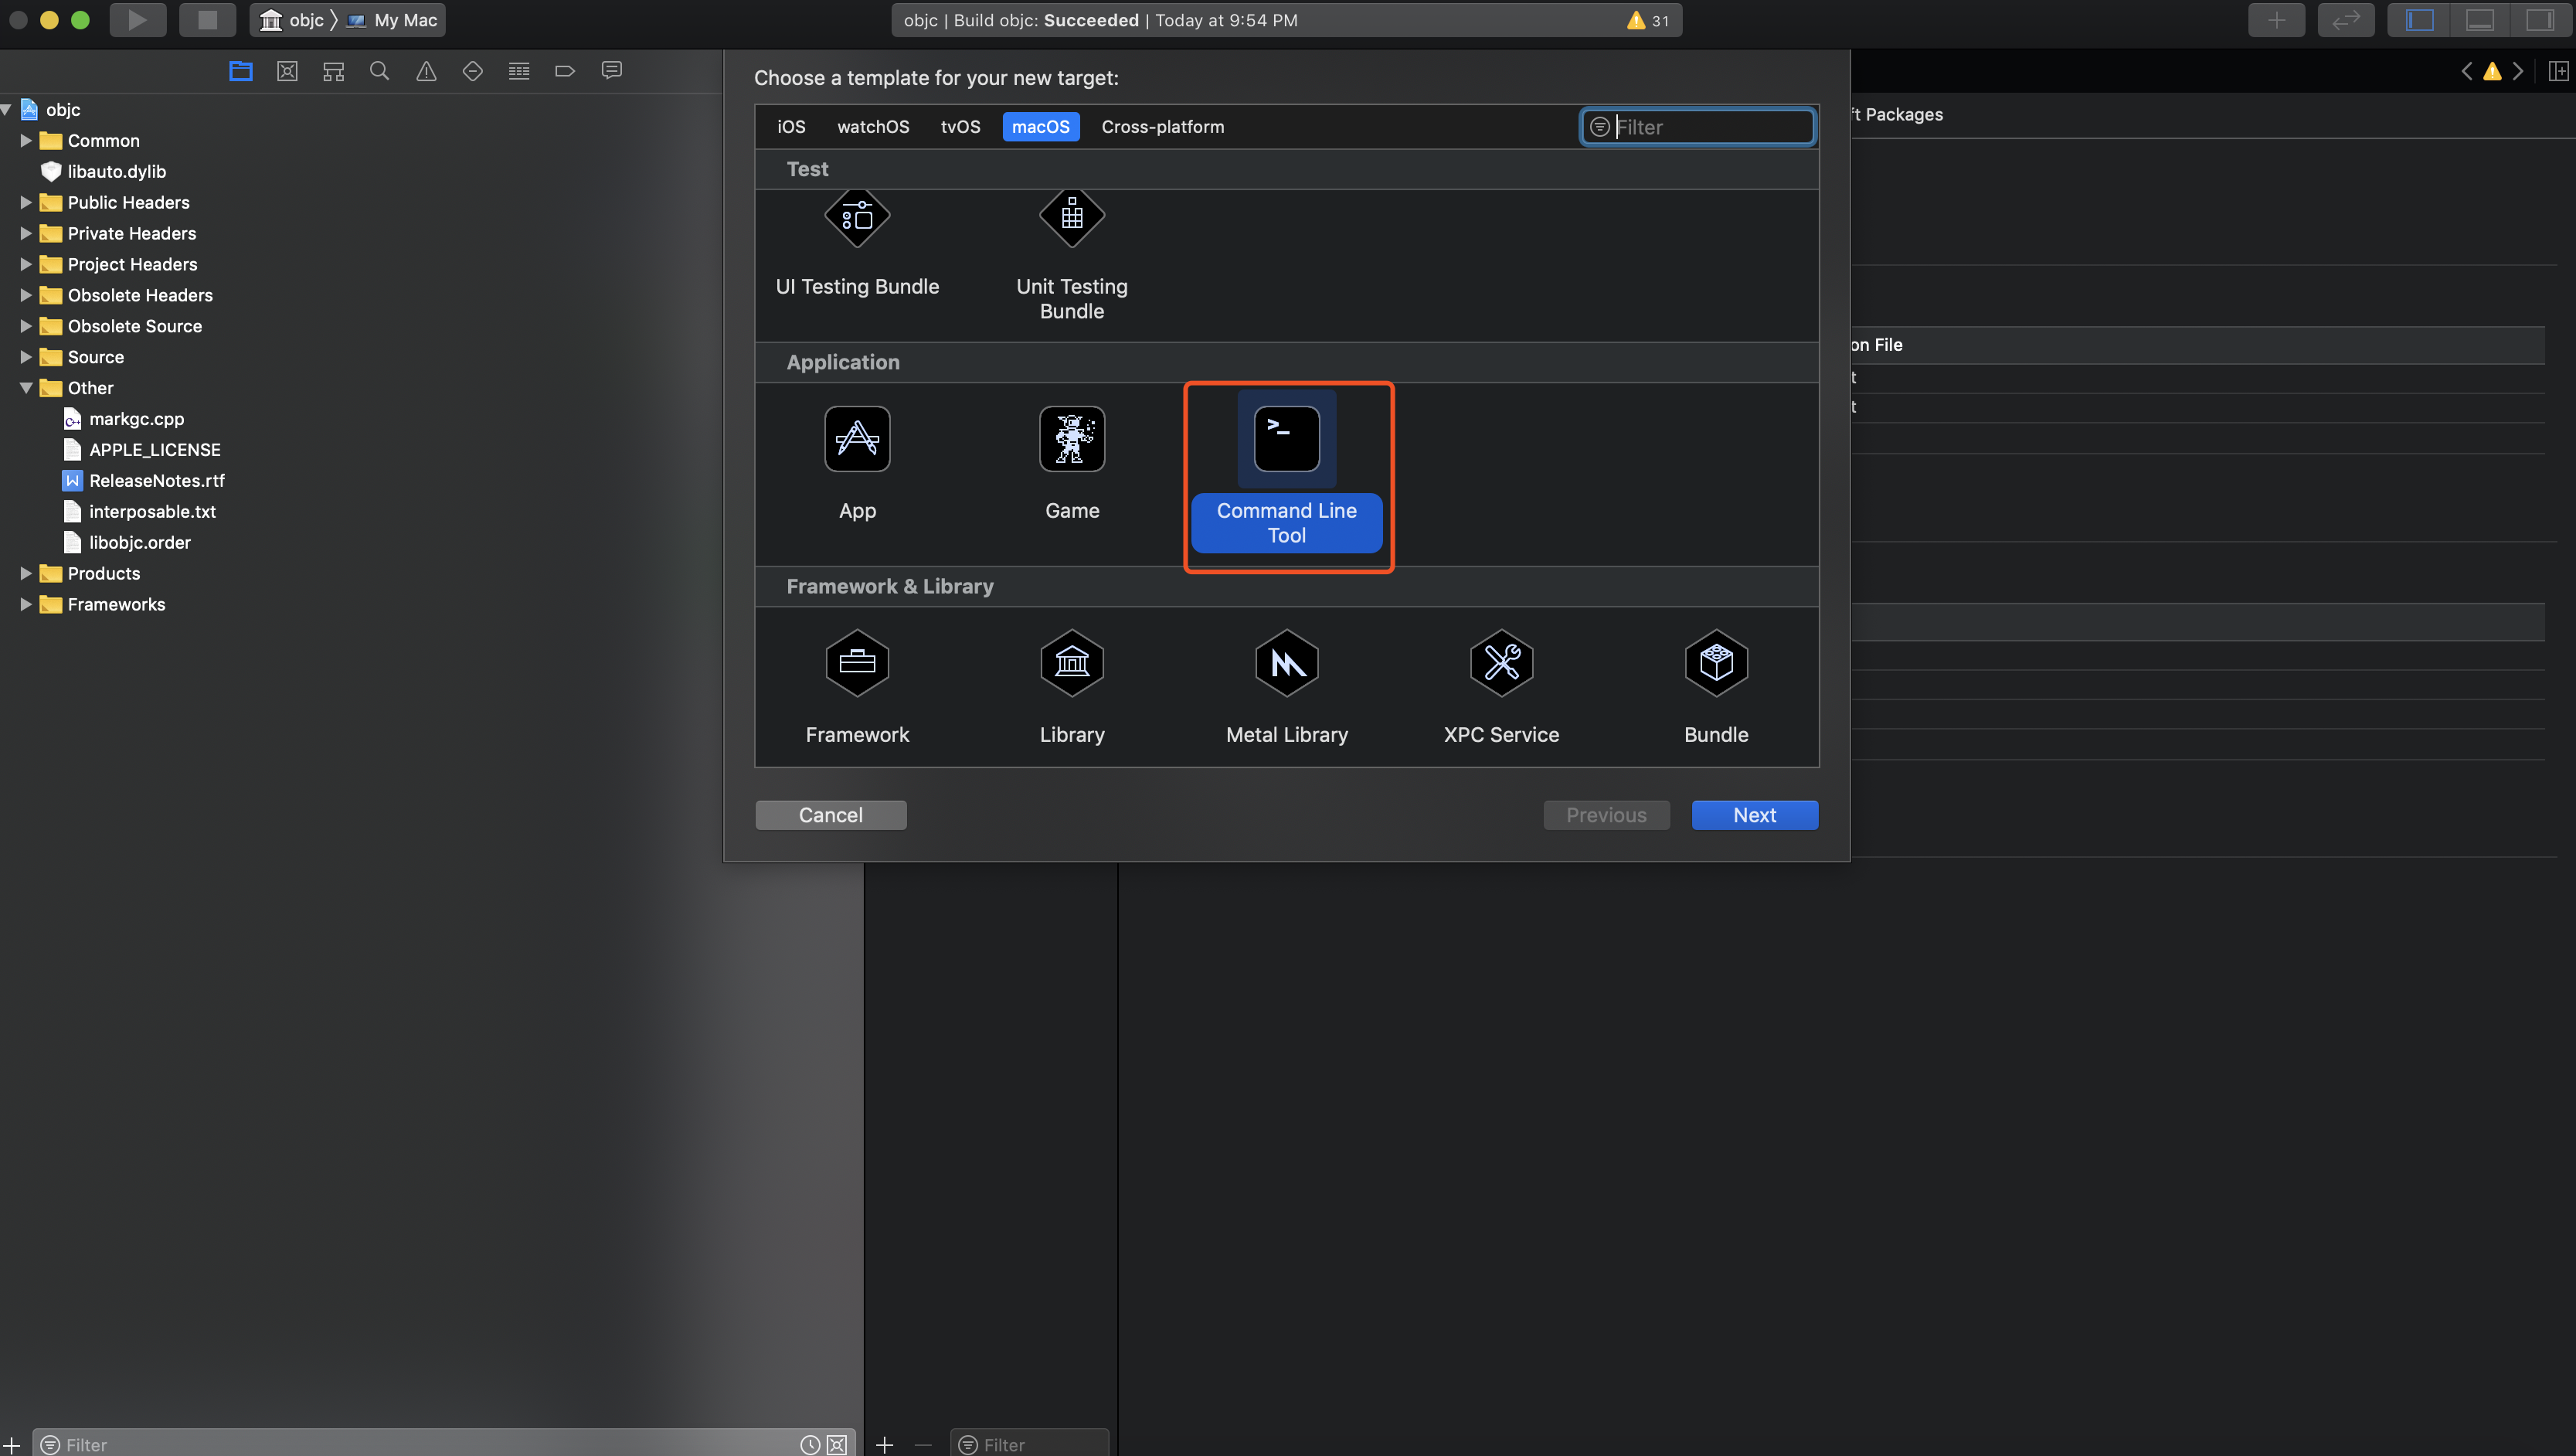 objc 〉 My Mac
objc | Build objc: Succeeded | Today at 9:54 PM
31
objc
Common
libauto.dylib
Public Headers
Private Headers
Project Headers
Obsolete Headers
Obsolete Source
Source
Other
markgc.cpp
APPLE_LICENSE
ReleaseNotes.rtf
interposable.txt
libobjc.order
Products
Frameworks
Filter
Choose a template for your new target:
iOS watchOS tvOS macOS Cross-platform
Filter
Test
UI Testing Bundle
Unit Testing
Bundle
Application
App
Game
Command Line
Tool
Framework & Library
Framework
Library
Metal Library
XPC Service
Bundle
Cancel
Previous
Next
ft Packages
on File
t
t
Filter